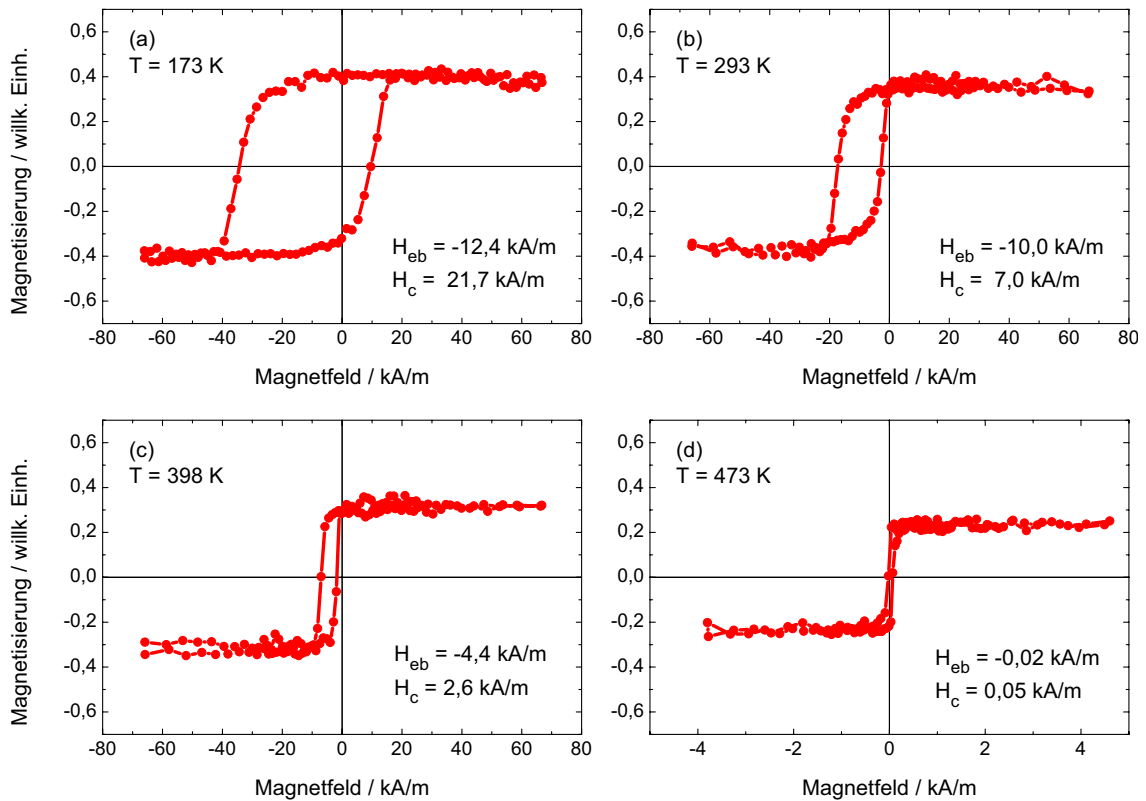 (a)
T = 173 K
H_eb = -12,4 kA/m
H_c = 21,7 kA/m
0,6
0,4
0,2
0,0
-0,2
-0,4
-0,6
-80 -60 -40 -20 0 20 40 60 80
Magnetfeld / kA/m
Magnetisierung / willk. Einh.
(b)
T = 293 K
H_eb = -10,0 kA/m
H_c = 7,0 kA/m
0,6
0,4
0,2
0,0
-0,2
-0,4
-0,6
-80 -60 -40 -20 0 20 40 60 80
Magnetfeld / kA/m
(c)
T = 398 K
H_eb = -4,4 kA/m
H_c = 2,6 kA/m
0,6
0,4
0,2
0,0
-0,2
-0,4
-0,6
-80 -60 -40 -20 0 20 40 60 80
Magnetfeld / kA/m
Magnetisierung / willk. Einh.
(d)
T = 473 K
H_eb = -0,02 kA/m
H_c = 0,05 kA/m
0,6
0,4
0,2
0,0
-0,2
-0,4
-0,6
-4 -2 0 2 4
Magnetfeld / kA/m